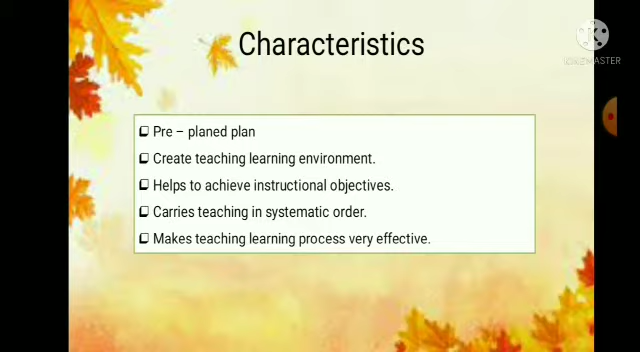 Characteristics
KINEMASTER
Pre – planed plan
Create teaching learning environment.
Helps to achieve instructional objectives.
Carries teaching in systematic order.
Makes teaching learning process very effective.